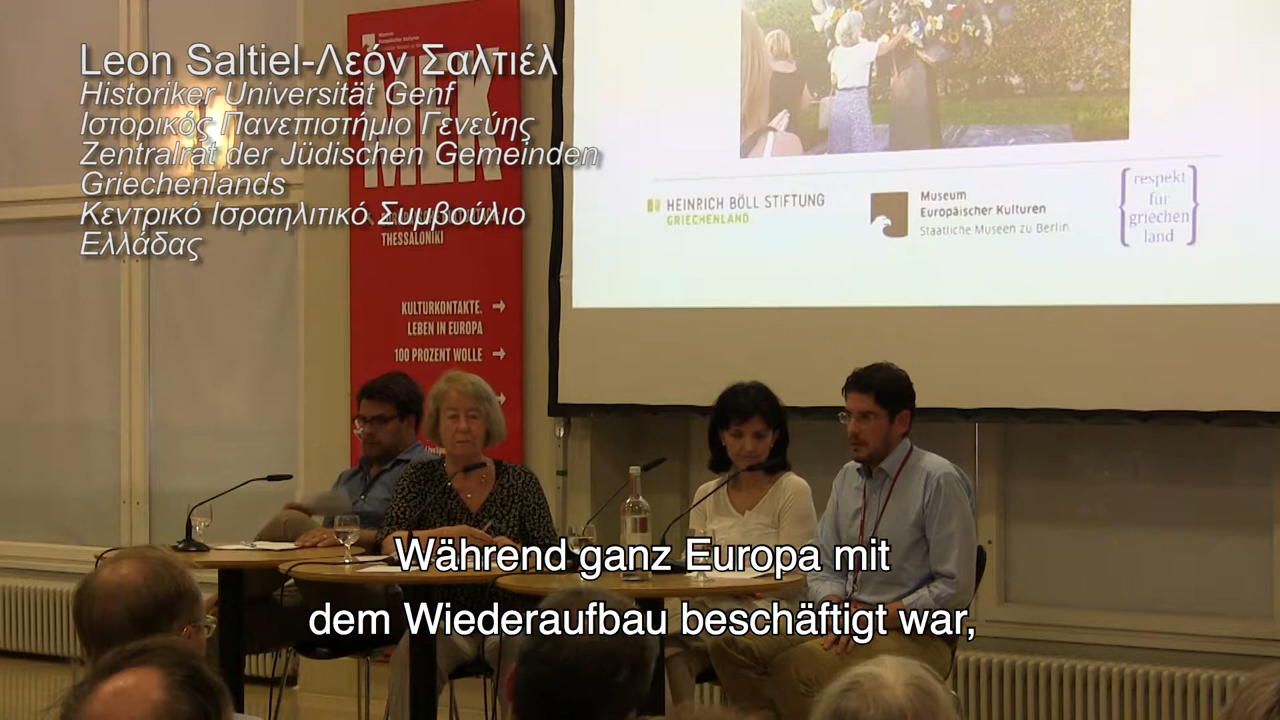 Leon Saltiel-Λεόν Σαλτιέλ
Historiker Universität Genf
Ιστορικός Πανεπιστήμιο Γενεύης
Zentralrat der Jüdischen Gemeinden
Griechenlands
Κεντρικό Ισραηλιτικό Συμβούλιο
Ελλάδας
MEK
THESSALONIKI
KULTURKONTAKTE.
LEBEN IN EUROPA
100 PROZENT WOLLE
HEINRICH BÖLL STIFTUNG
GRIECHENLAND
Museum
Europäischer Kulturen
Staatliche Museen zu Berlin
respekt
für
griechen
land
Während ganz Europa mit
dem Wiederaufbau beschäftigt war,